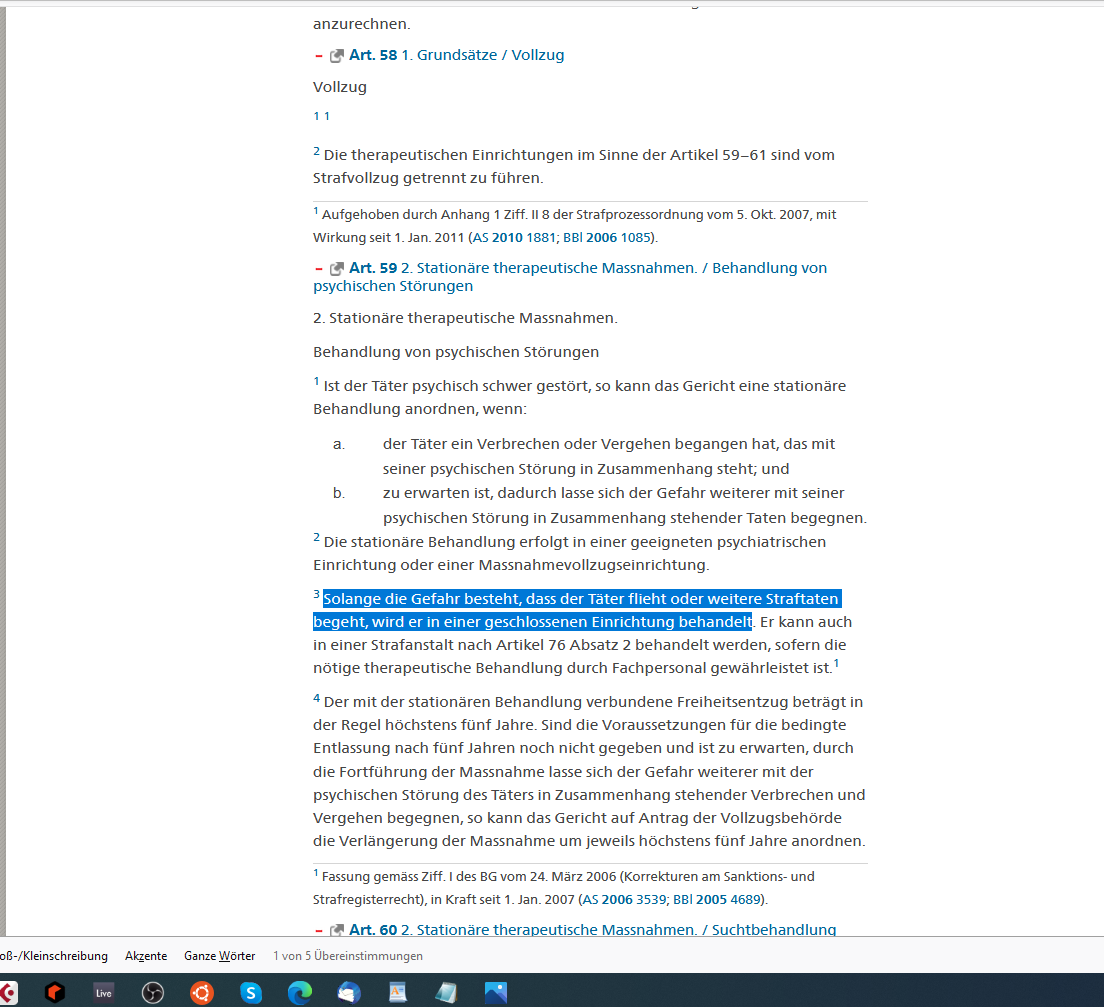 anzurechnen.
Art. 58 1. Grundsätze / Vollzug
Vollzug
1 1
2 Die therapeutischen Einrichtungen im Sinne der Artikel 59–61 sind vom
Strafvollzug getrennt zu führen.
1 Aufgehoben durch Anhang 1 Ziff. II 8 der Strafprozessordnung vom 5. Okt. 2007, mit
Wirkung seit 1. Jan. 2011 (AS 2010 1881; BBl 2006 1085).
Art. 59 2. Stationäre therapeutische Massnahmen. / Behandlung von
psychischen Störungen
2. Stationäre therapeutische Massnahmen.
Behandlung von psychischen Störungen
1 Ist der Täter psychisch schwer gestört, so kann das Gericht eine stationäre
Behandlung anordnen, wenn:
a. der Täter ein Verbrechen oder Vergehen begangen hat, das mit
seiner psychischen Störung in Zusammenhang steht; und
b. zu erwarten ist, dadurch lasse sich der Gefahr weiterer mit seiner
psychischen Störung in Zusammenhang stehender Taten begegnen.
2 Die stationäre Behandlung erfolgt in einer geeigneten psychiatrischen
Einrichtung oder einer Massnahmevollzugseinrichtung.
3 Solange die Gefahr besteht, dass der Täter flieht oder weitere Straftaten
begeht, wird er in einer geschlossenen Einrichtung behandelt. Er kann auch
in einer Strafanstalt nach Artikel 76 Absatz 2 behandelt werden, sofern die
nötige therapeutische Behandlung durch Fachpersonal gewährleistet ist.1
4 Der mit der stationären Behandlung verbundene Freiheitsentzug beträgt in
der Regel höchstens fünf Jahre. Sind die Voraussetzungen für die bedingte
Entlassung nach fünf Jahren noch nicht gegeben und ist zu erwarten, durch
die Fortführung der Massnahme lasse sich der Gefahr weiterer mit der
psychischen Störung des Täters in Zusammenhang stehender Verbrechen und
Vergehen begegnen, so kann das Gericht auf Antrag der Vollzugsbehörde
die Verlängerung der Massnahme um jeweils höchstens fünf Jahre anordnen.
1 Fassung gemäss Ziff. I des BG vom 24. März 2006 (Korrekturen am Sanktions- und
Strafregisterrecht), in Kraft seit 1. Jan. 2007 (AS 2006 3539; BBl 2005 4689).
Art. 60 2. Stationäre therapeutische Massnahmen. / Suchtbehandlung
oß-/Kleinschreibung Akzente Ganze Wörter 1 von 5 Übereinstimmungen
Live